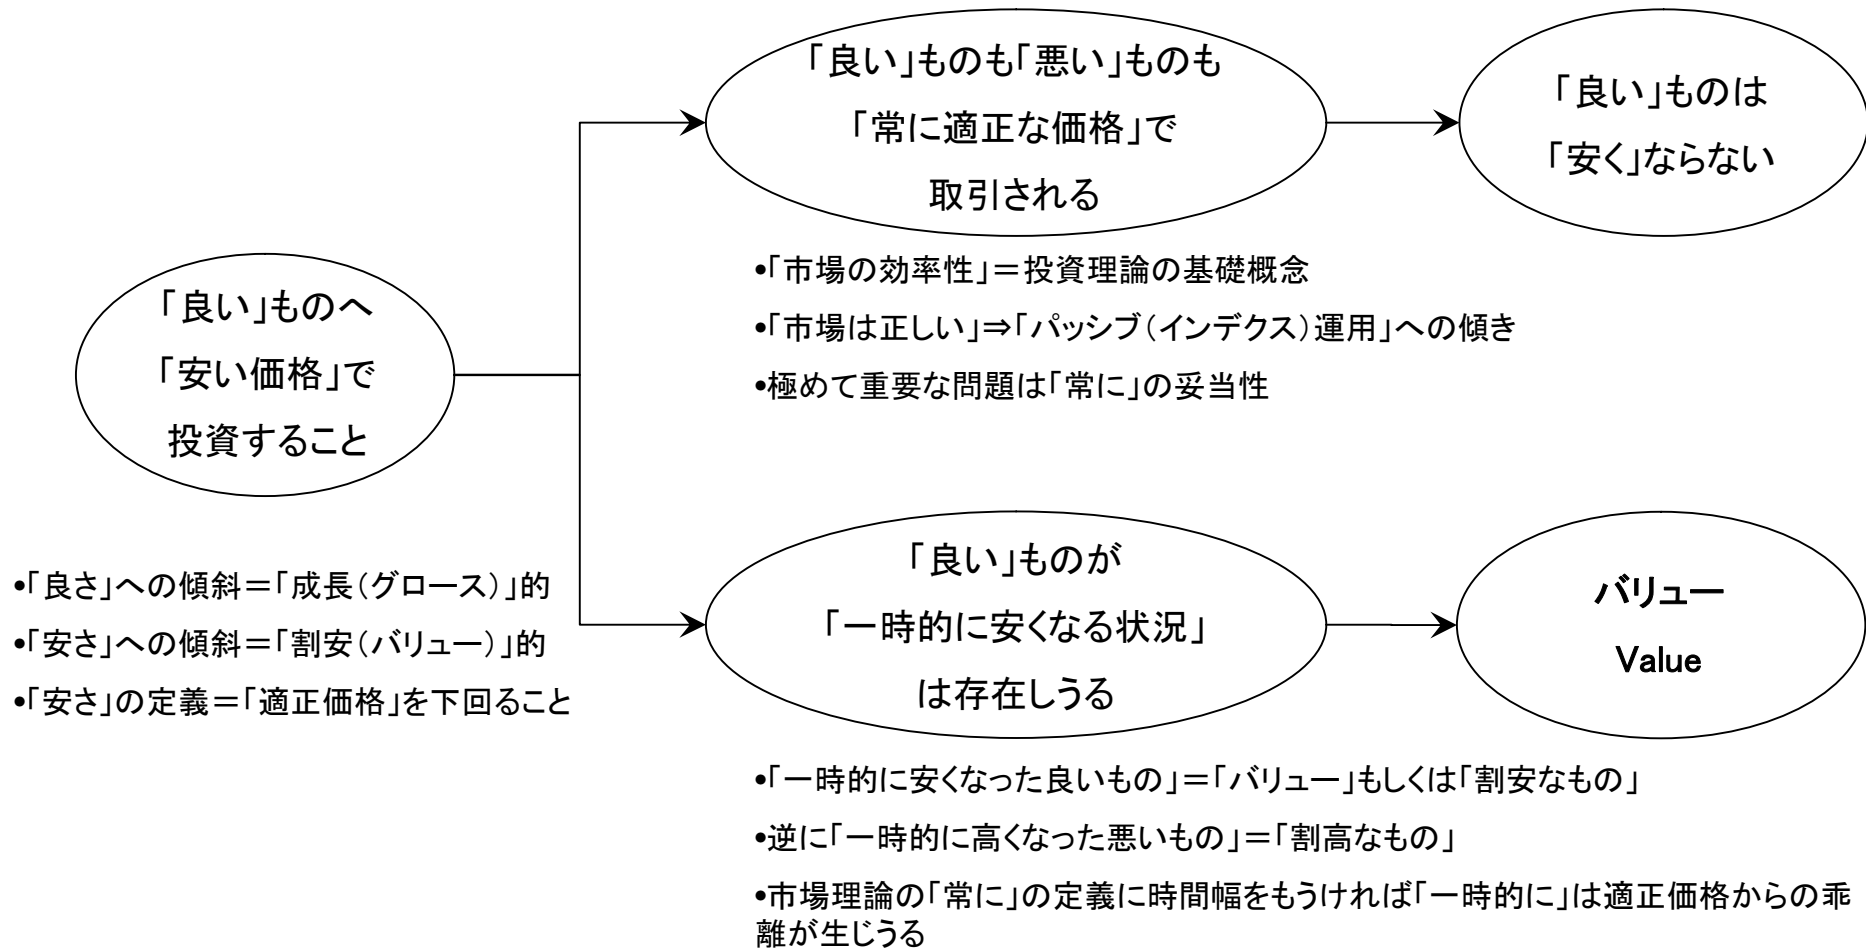 「良い」ものへ
「安い価格」で
投資すること
•「良さ」への傾斜＝「成長（グロース）」的
•「安さ」への傾斜＝「割安（バリュー）」的
•「安さ」の定義＝「適正価格」を下回ること
「良い」ものも「悪い」ものも
「常に適正な価格」で
取引される
•「市場の効率性」＝投資理論の基礎概念
•「市場は正しい」⇒「パッシブ（インデクス）運用」への傾き
•極めて重要な問題は「常に」の妥当性
「良い」ものは
「安く」ならない
「良い」ものが
「一時的に安くなる状況」
は存在しうる
•「一時的に安くなった良いもの」＝「バリュー」もしくは「割安なもの」
•逆に「一時的に高くなった悪いもの」＝「割高なもの」
•市場理論の「常に」の定義に時間幅をもうければ「一時的に」は適正価格からの乖
離が生じうる
バリュー
Value